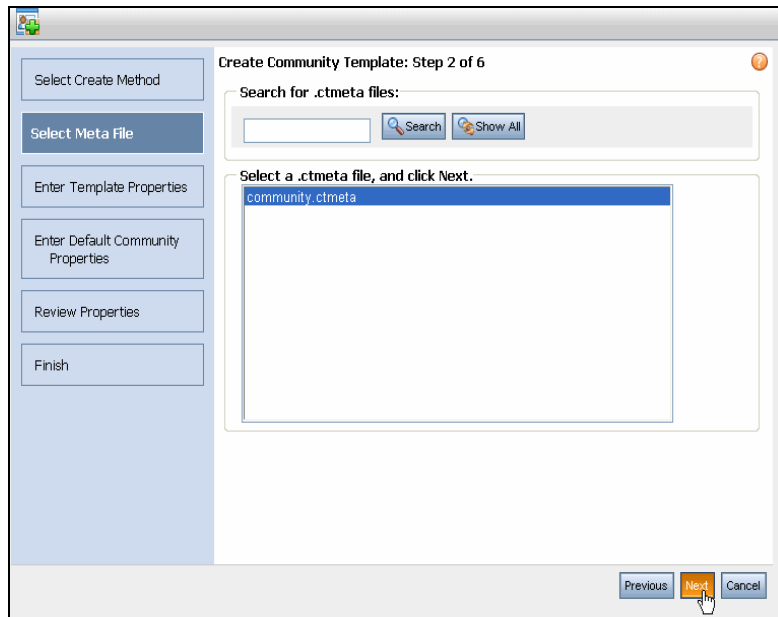 Create Community Template: Step 2 of 6
Select Create Method
Select Meta File
Enter Template Properties
Enter Default Community
Properties
Review Properties
Finish
Search for .ctmeta files:
Search
Show All
Select a .ctmeta file, and click Next.
community.ctmeta
Previous
Next
Cancel